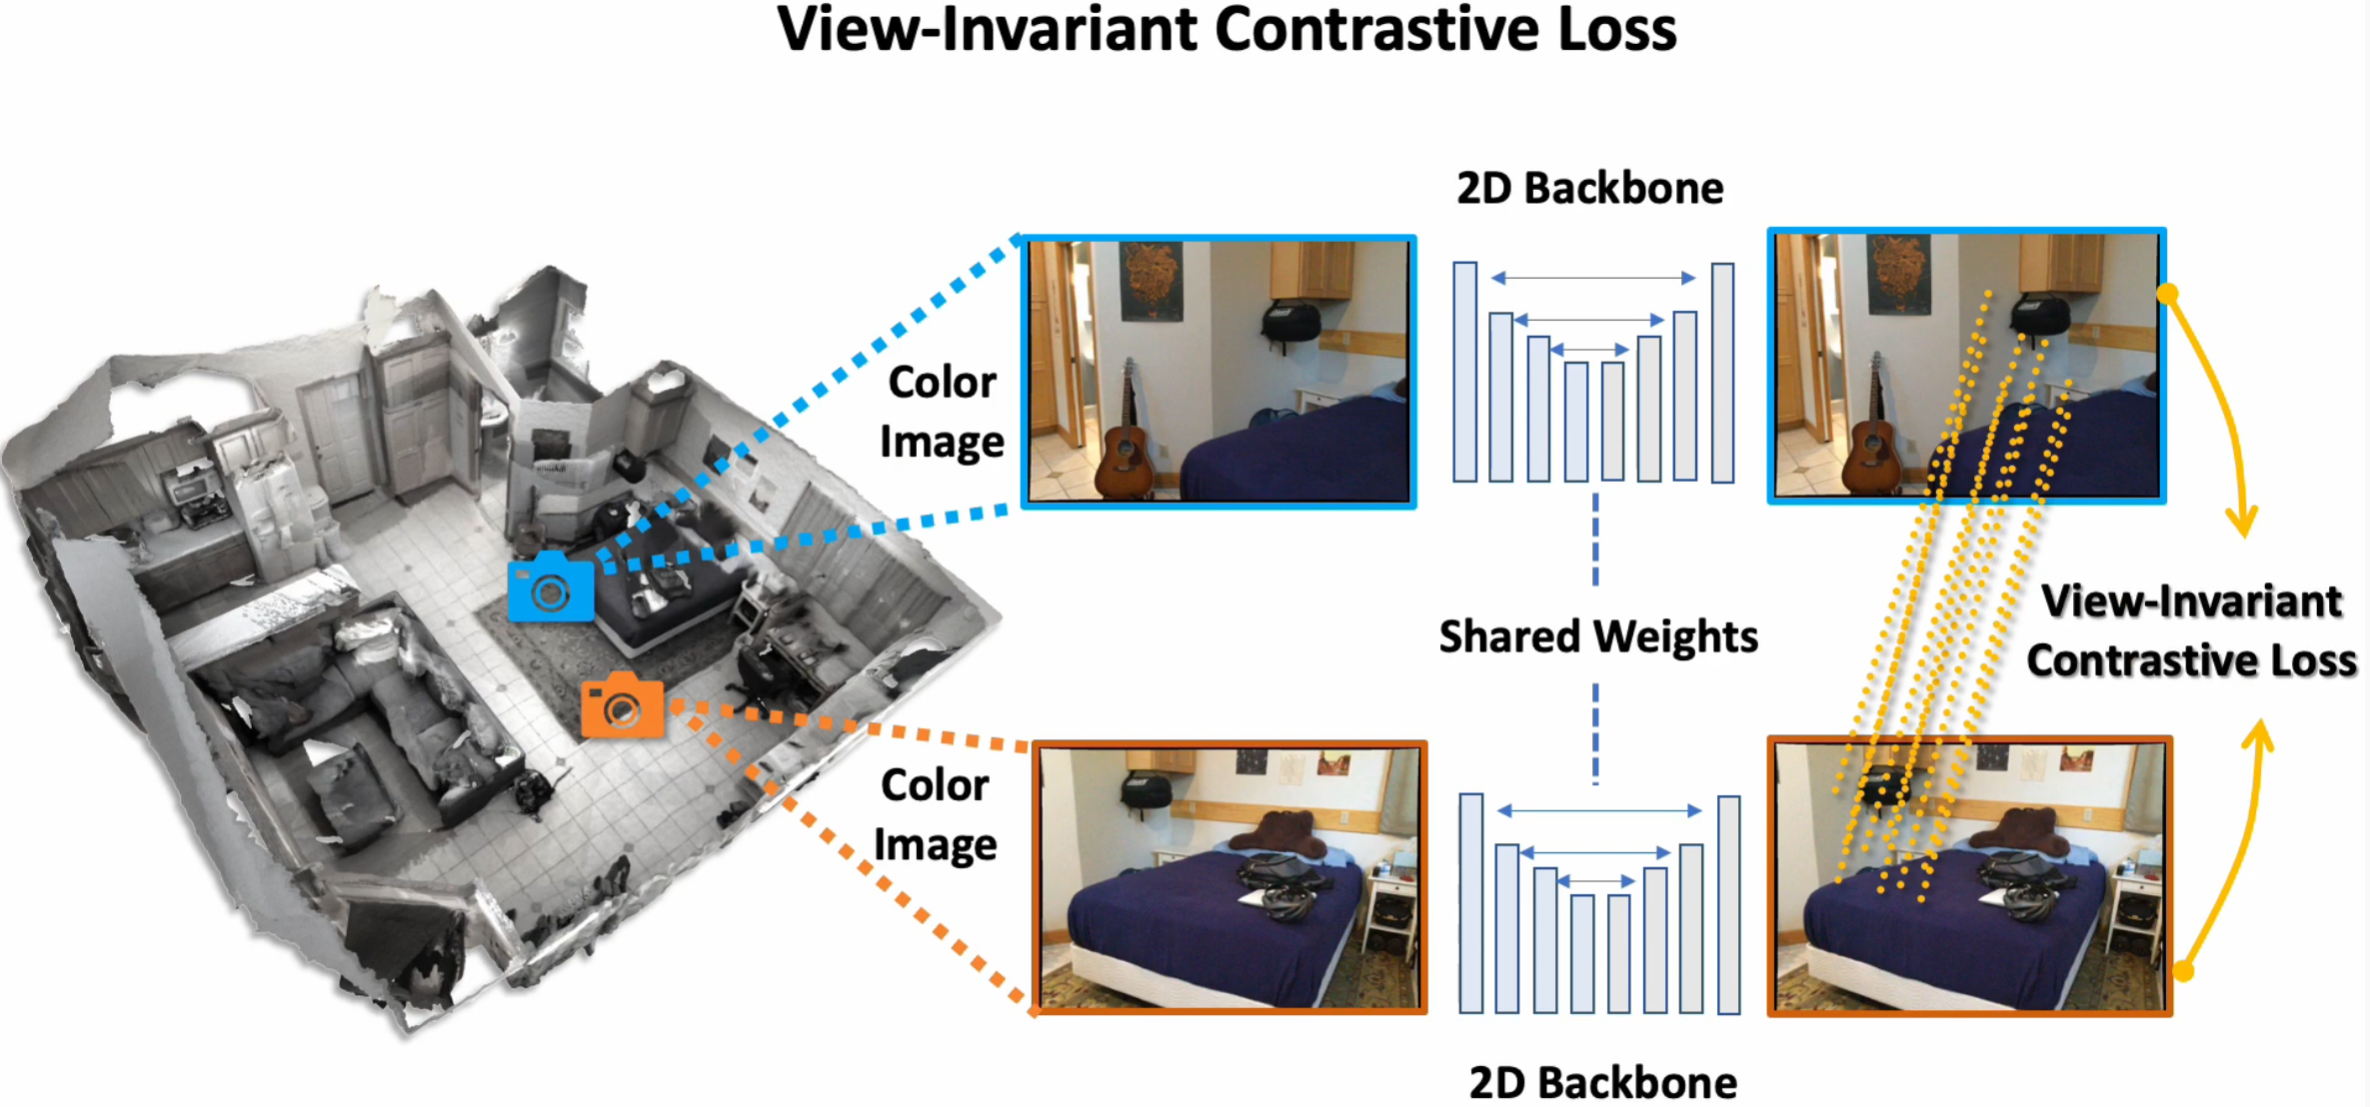 View-Invariant Contrastive Loss
2D Backbone
Color
Image
Shared Weights
View-Invariant
Contrastive Loss
Color
Image
2D Backbone